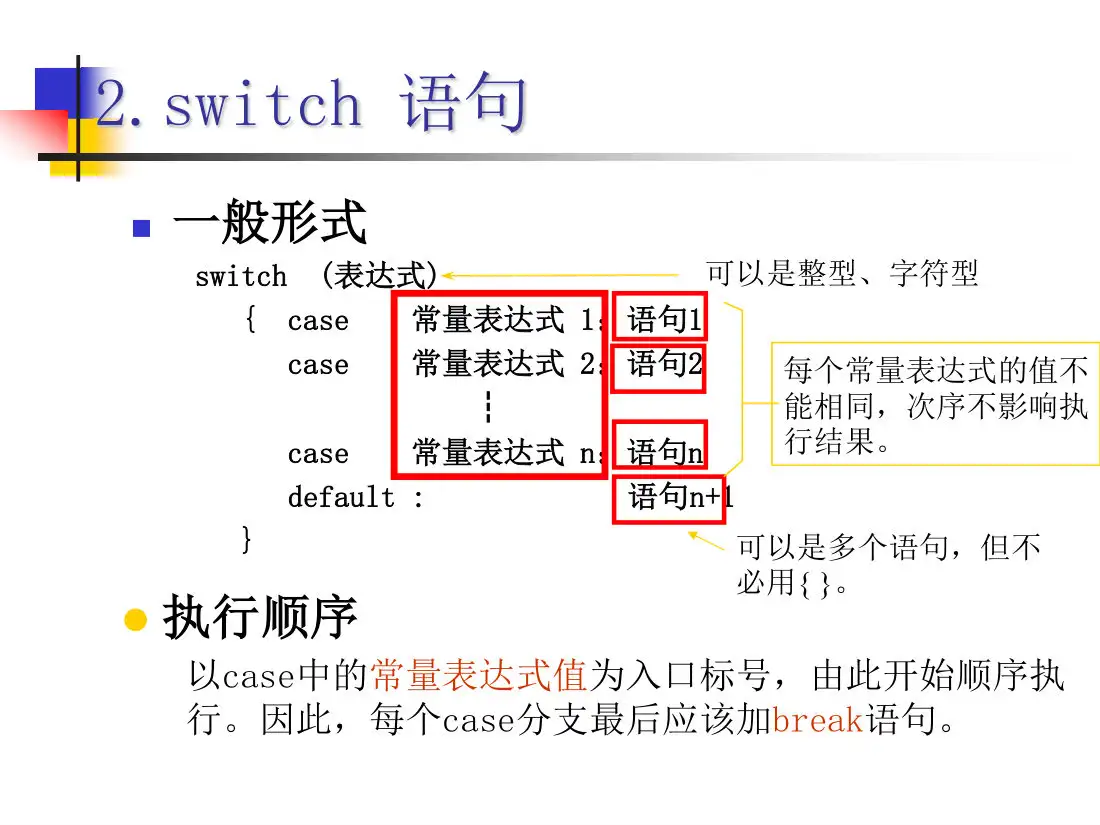 2.switch 语句
一般形式
switch (表达式)
可以是整型、字符型
{ case 常量表达式 1: 语句1
case 常量表达式 2: 语句2
┇
case 常量表达式 n: 语句n
default : 语句n+1
}
每个常量表达式的值不
能相同，次序不影响执
行结果。
可以是多个语句，但不
必用{ }。
执行顺序
以case中的常量表达式值为入口标号，由此开始顺序执
行。因此，每个case分支最后应该加break语句。